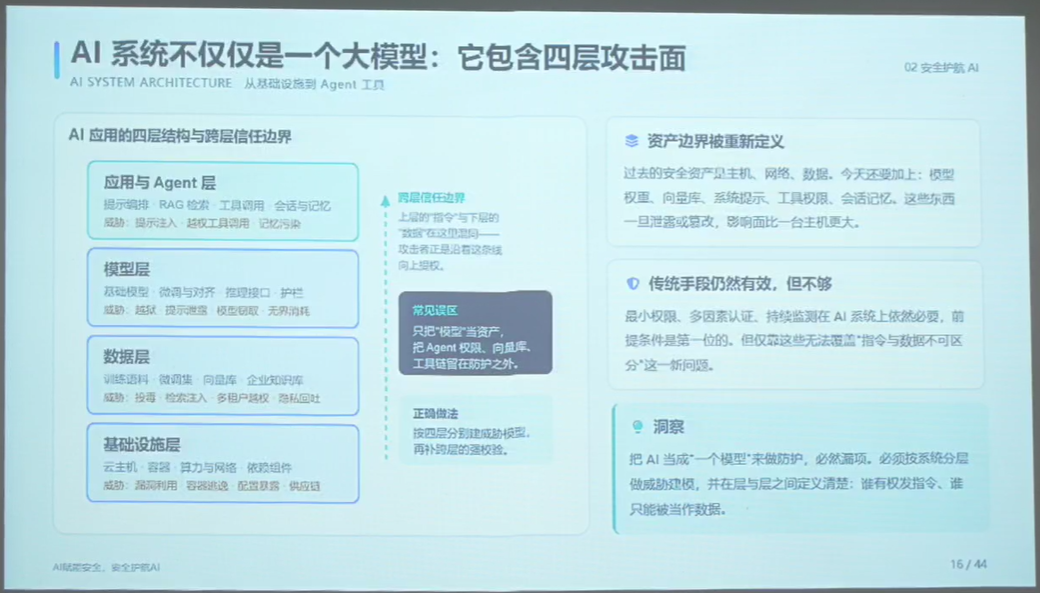 AI 系统不仅仅是一个大模型：它包含四层攻击面
AI SYSTEM ARCHITECTURE 从基础设施到 Agent 工具
02 安全护航 AI
AI 应用的四层结构与跨层信任边界
应用与 Agent 层
提示编排 · RAG 检索 · 工具调用 · 会话与记忆
威胁：提示注入 · 越权工具调用 · 记忆污染
模型层
基础模型 · 微调与对齐 · 推理接口 · 护栏
威胁：越狱 · 提示泄露 · 模型窃取 · 无界消耗
数据层
训练语料 · 微调集 · 向量库 · 企业知识库
威胁：投毒 · 检索注入 · 多租户越权 · 隐私回吐
基础设施层
云主机 · 容器 · 算力与网络 · 依赖组件
威胁：漏洞利用 · 容器逃逸 · 配置暴露 · 供应链
跨层信任边界
上层的“指令”与下层的
“数据”在这里混同——
攻击者正是沿着这条线
向上提权。
常见误区
只把“模型”当资产，
把 Agent 权限、向量库、
工具链留在防护之外。
正确做法
按四层分别建威胁模型，
再补跨层的强校验。
资产边界被重新定义
过去的安全资产是主机、网络、数据。今天还要加上：模型
权重、向量库、系统提示、工具权限、会话记忆。这些东西
一旦泄露或篡改，影响面比一台主机更大。
传统手段仍然有效，但不够
最小权限、多因素认证、持续监测在 AI 系统上依然必要，前
提条件是第一位的。但仅靠这些无法覆盖“指令与数据不可区
分”这一新问题。
洞察
把 AI 当成“一个模型”来做防护，必然漏项。必须按系统分层
做威胁建模，并在层与层之间定义清楚：谁有权发指令、谁
只能被当作数据。
AI赋能安全，安全护航AI
16 / 44